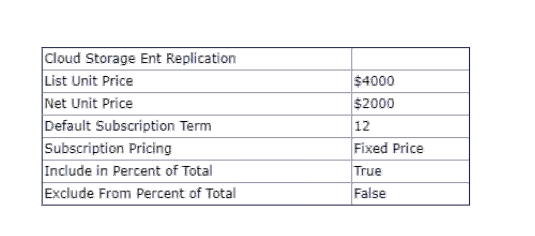 Cloud Storage Ent Replication
List Unit Price $4000
Net Unit Price $2000
Default Subscription Term 12
Subscription Pricing Fixed Price
Include in Percent of Total True
Exclude From Percent of Total False